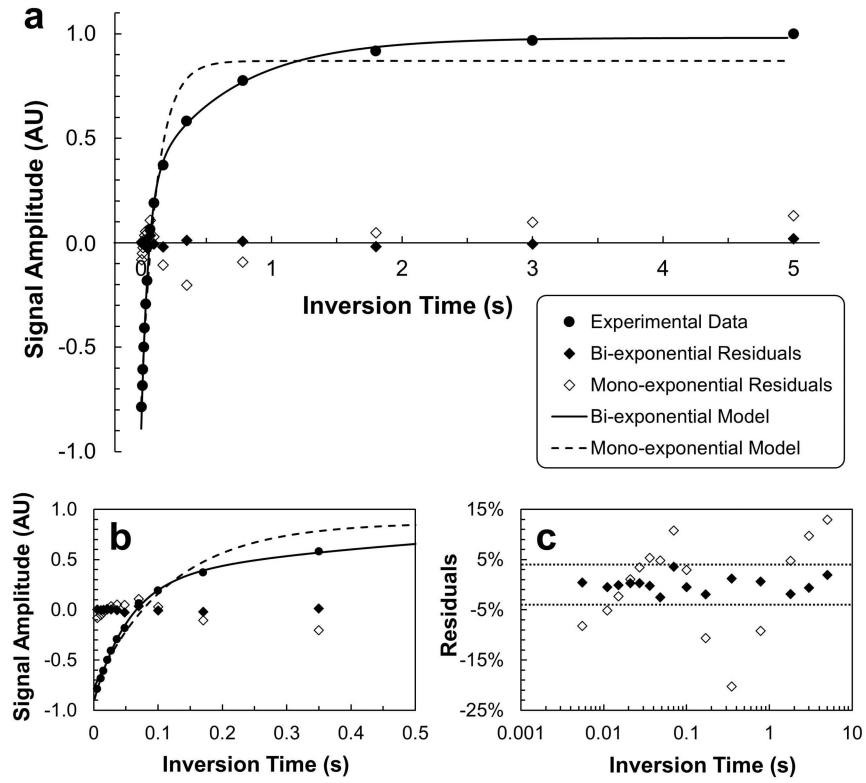 a
1.0
0.5
0.0
-0.5
-1.0
Signal Amplitude (AU)
0 1 2 3 4 5
Inversion Time (s)
Experimental Data
Bi-exponential Residuals
Mono-exponential Residuals
Bi-exponential Model
Mono-exponential Model
b
1.0
0.5
0.0
-0.5
-1.0
Signal Amplitude (AU)
0 0.1 0.2 0.3 0.4 0.5
Inversion Time (s)
c
15%
5%
-5%
-15%
-25%
Residuals
0.001 0.01 0.1 1 10
Inversion Time (s)